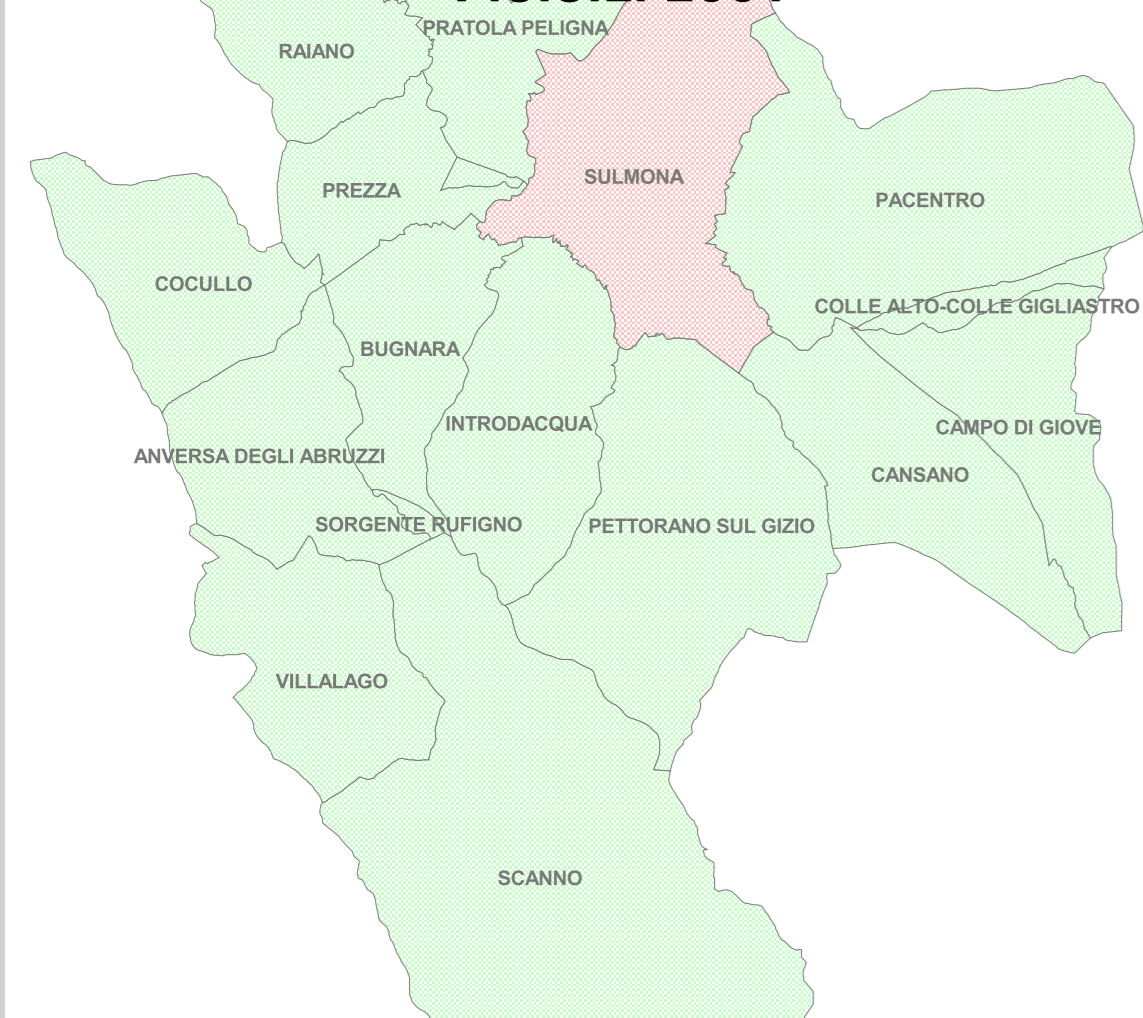 PRATOLA PELIGNA
RAIANO
SULMONA
PREZZA
PACENTRO
COCULLO
COLLE ALTO-COLLE GIGLIASTRO
BUGNARA
INTRODACQUA
CAMPO DI GIOVE
ANVERSA DEGLI ABRUZZI
CANSANO
SORGENTE RUFIGNO
PETTORANO SUL GIZIO
VILLALAGO
SCANNO